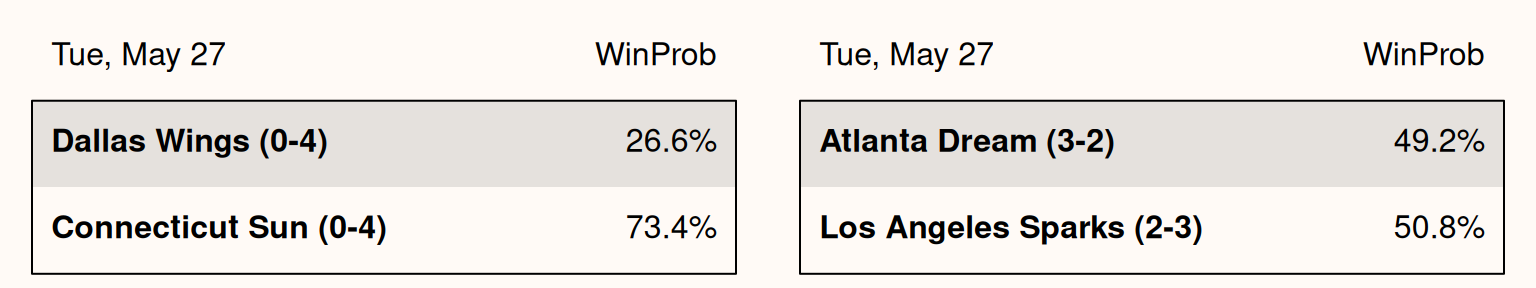 Tue, May 27 WinProb
Dallas Wings (0-4) 26.6%
Connecticut Sun (0-4) 73.4%
Tue, May 27 WinProb
Atlanta Dream (3-2) 49.2%
Los Angeles Sparks (2-3) 50.8%